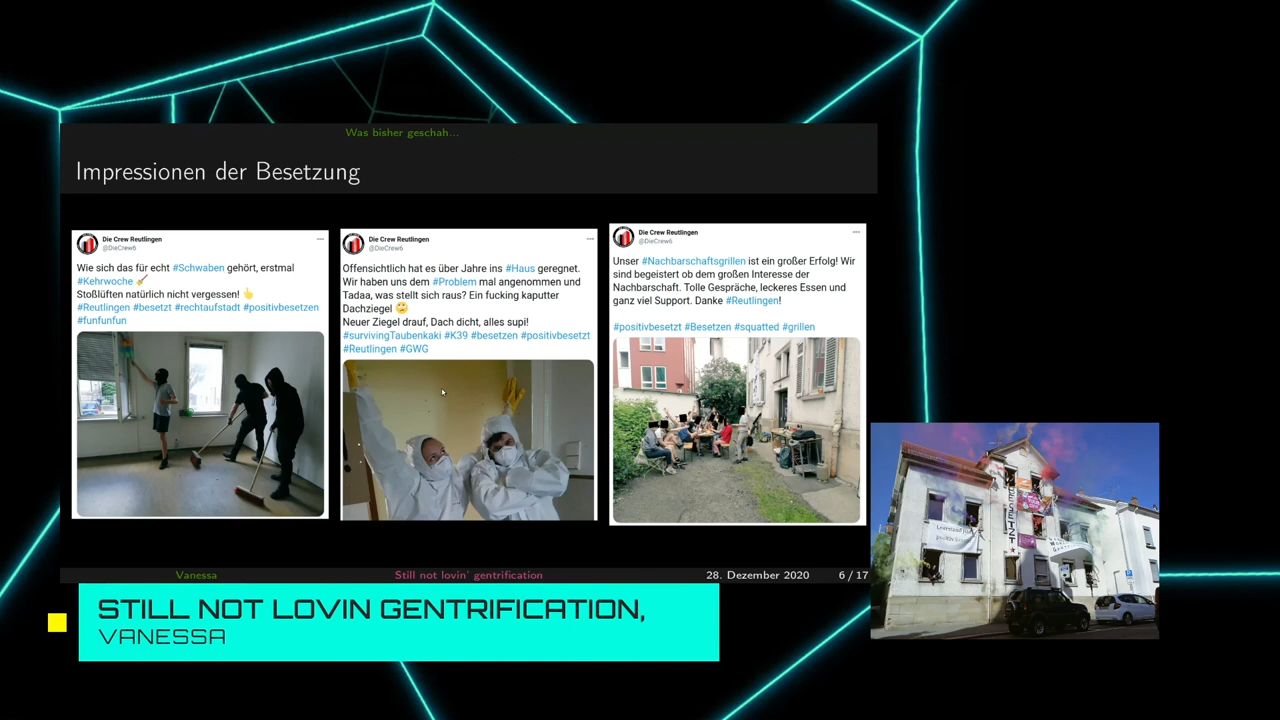 Was bisher geschah...
Impressionen der Besetzung
Die Crew Reutlingen
@DieCrew6
Wie sich das für echt #Schwaben gehört, erstmal
#Kehrwoche 🧹
Stoßlüften natürlich nicht vergessen! 👆
#Reutlingen #besetzt #rechtaufstadt #positivbesetzen
#funfunfun
Die Crew Reutlingen
@DieCrew6
Offensichtlich hat es über Jahre ins #Haus geregnet.
Wir haben uns dem #Problem mal angenommen und
Tadaa, was stellt sich raus? Ein fucking kaputter
Dachziegel 🙄
Neuer Ziegel drauf, Dach dicht, alles supi!
#survivingTaubenkaki #K39 #besetzen #positivbesetzt
#Reutlingen #GWG
Die Crew Reutlingen
@DieCrew6
Unser #Nachbarschaftsgrillen ist ein großer Erfolg! Wir
sind begeistert ob dem großen Interesse der
Nachbarschaft. Tolle Gespräche, leckeres Essen und
ganz viel Support. Danke #Reutlingen!
#positivbesetzt #Besetzen #squatted #grillen
BESETZT
Vanessa
Still not lovin' gentrification
28. Dezember 2020
6 / 17
STILL NOT LOVIN GENTRIFICATION,
VANESSA